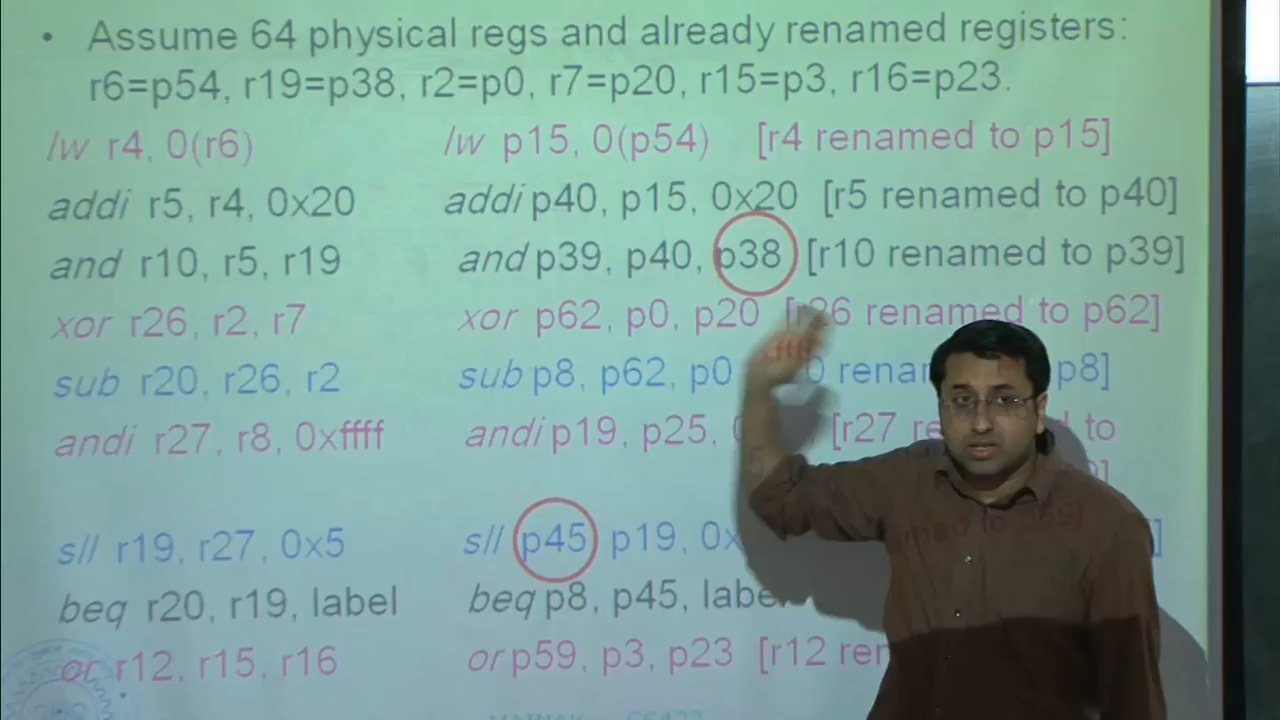 • Assume 64 physical regs and already renamed registers:
r6=p54, r19=p38, r2=p0, r7=p20, r15=p3, r16=p23.
lw r4, 0(r6) lw p15, 0(p54) [r4 renamed to p15]
addi r5, r4, 0x20 addi p40, p15, 0x20 [r5 renamed to p40]
and r10, r5, r19 and p39, p40, p38 [r10 renamed to p39]
xor r26, r2, r7 xor p62, p0, p20 [r26 renamed to p62]
sub r20, r26, r2 sub p8, p62, p0 p8]
andi r27, r8, 0xffff andi p19, p25, [r27 to
sll r19, r27, 0x5 sll p45, p19,
beq r20, r19, label beq p8, p45, label
or r12, r15, r16 or p59, p3, p23 [r12